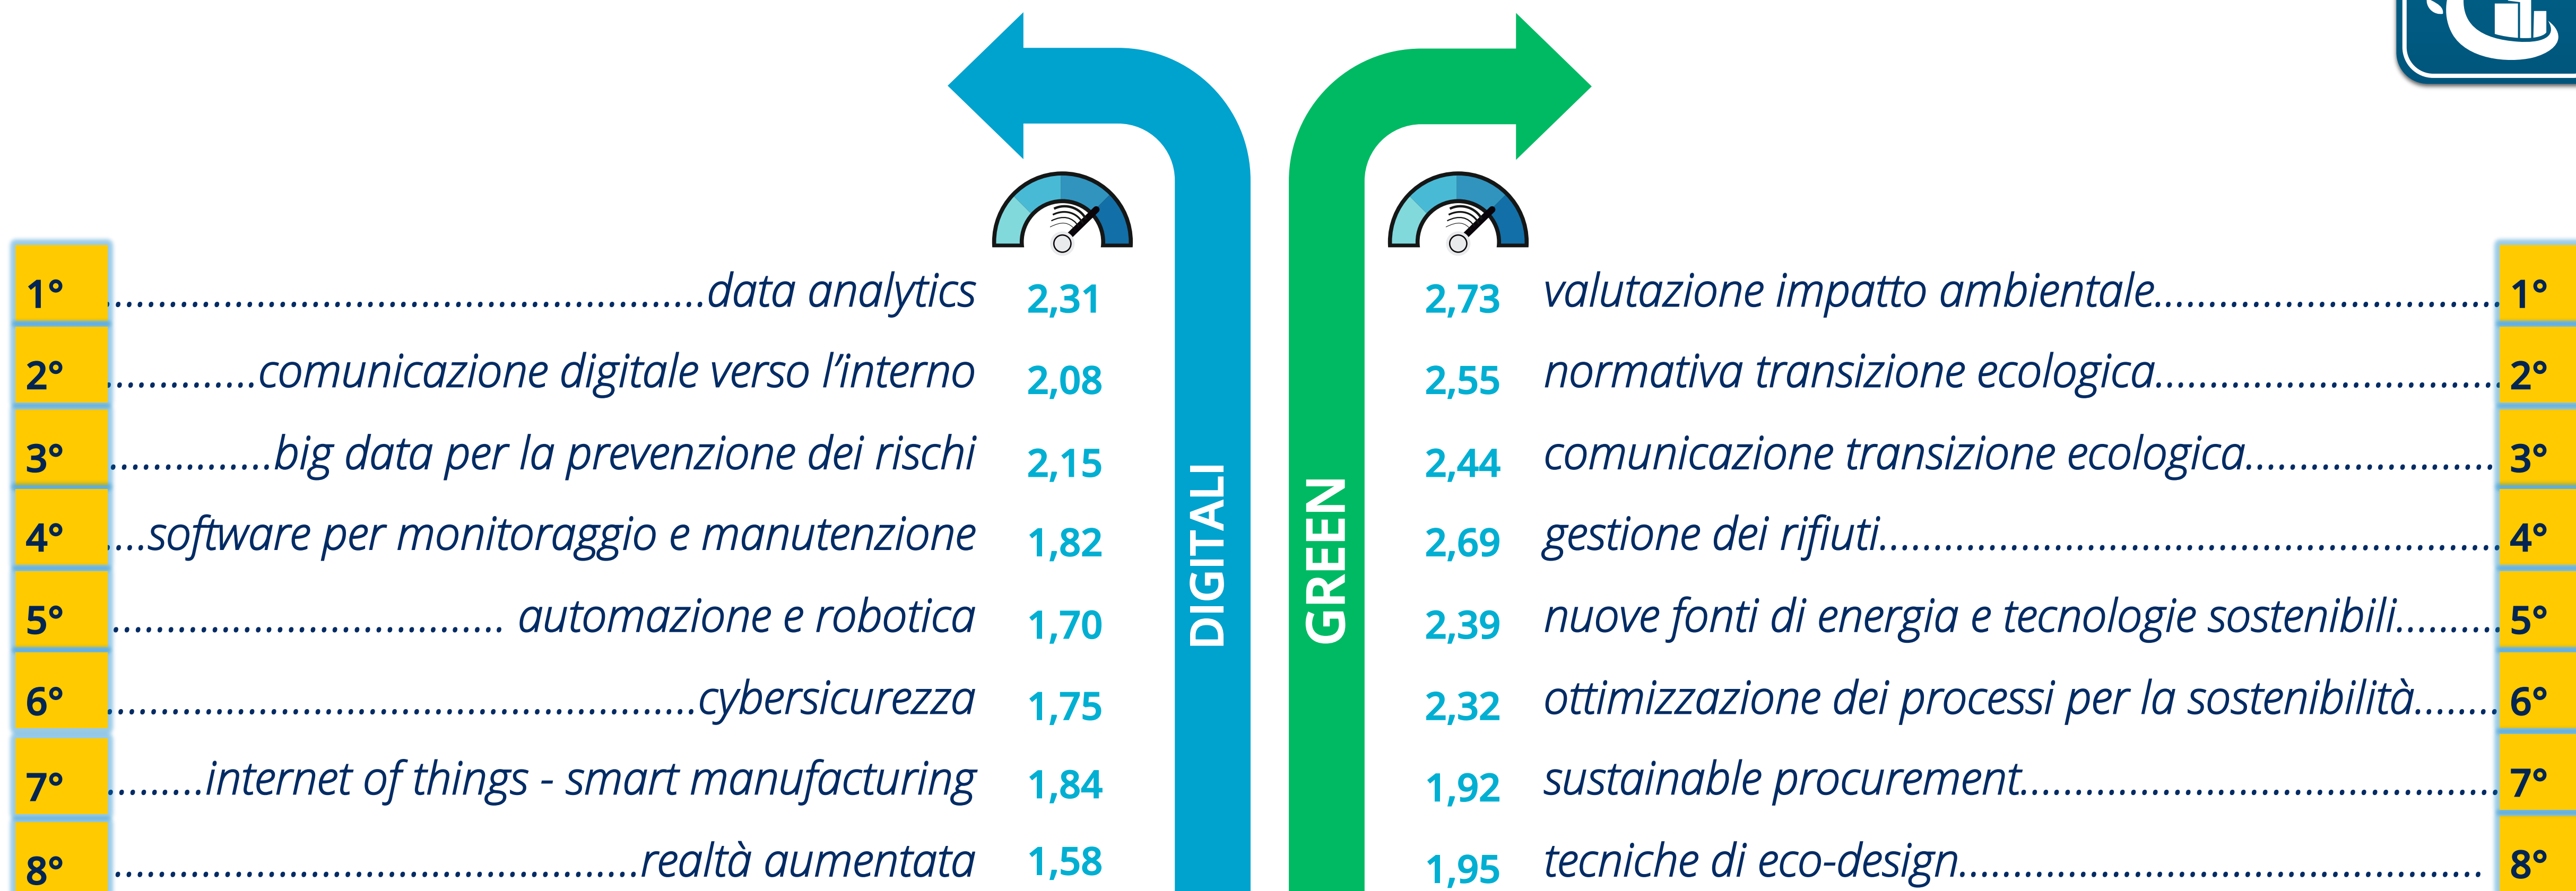 1° data analytics 2,31
2° comunicazione digitale verso l’interno 2,08
3° big data per la prevenzione dei rischi 2,15
4° software per monitoraggio e manutenzione 1,82
5° automazione e robotica 1,70
6° cybersicurezza 1,75
7° internet of things - smart manufacturing 1,84
8° realtà aumentata 1,58
DIGITALI
GREEN
2,73 valutazione impatto ambientale 1°
2,55 normativa transizione ecologica 2°
2,44 comunicazione transizione ecologica 3°
2,69 gestione dei rifiuti 4°
2,39 nuove fonti di energia e tecnologie sostenibili 5°
2,32 ottimizzazione dei processi per la sostenibilità 6°
1,92 sustainable procurement 7°
1,95 tecniche di eco-design 8°